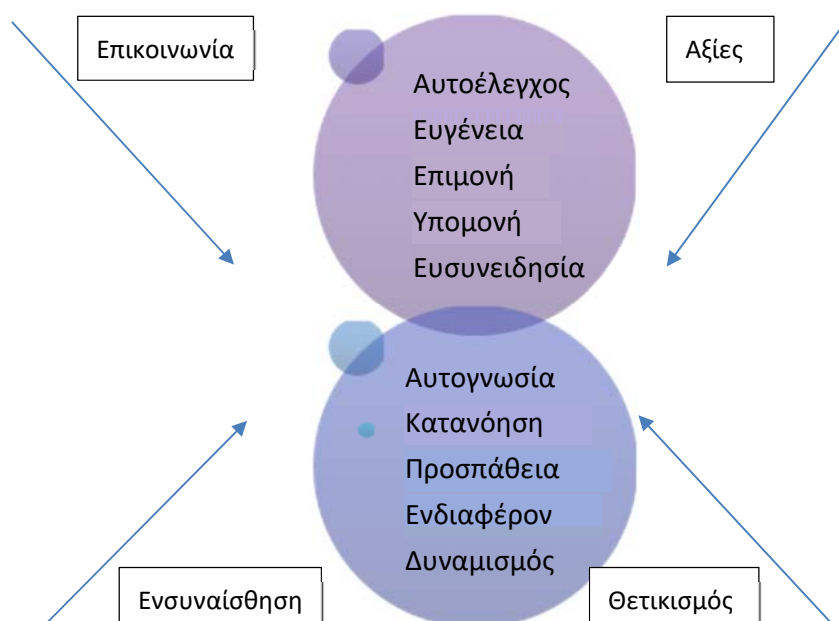 Επικοινωνία
Αξίες
Αυτοέλεγχος
Ευγένεια
Επιμονή
Υπομονή
Ευσυνειδησία
Αυτογνωσία
Κατανόηση
Προσπάθεια
Ενδιαφέρον
Δυναμισμός
Ενσυναίσθηση
Θετικισμός